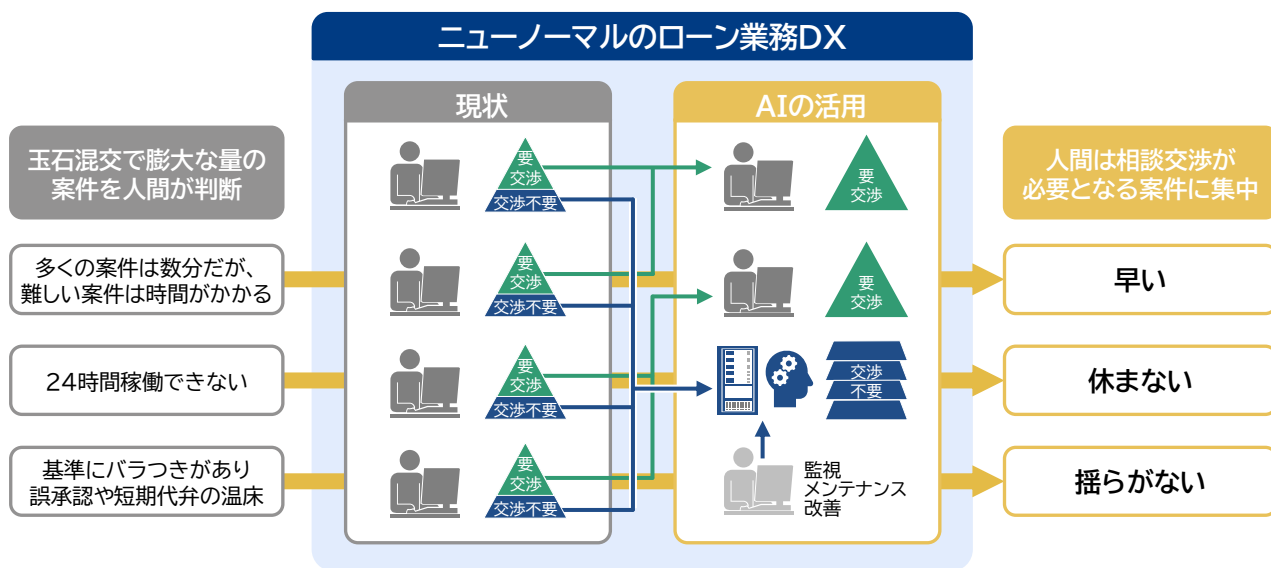 ニューノーマルのローン業務DX
玉石混交で膨大な量の
案件を人間が判断
多くの案件は数分だが、
難しい案件は時間がかかる
24時間稼働できない
基準にバラつきがあり
誤承認や短期代弁の温床
現状
要
交渉
交渉不要
要
交渉
交渉不要
要
交渉
交渉不要
要
交渉
交渉不要
AIの活用
要
交渉
要
交渉
交渉
不要
監視
メンテナンス
改善
人間は相談交渉が
必要となる案件に集中
早い
休まない
揺らがない